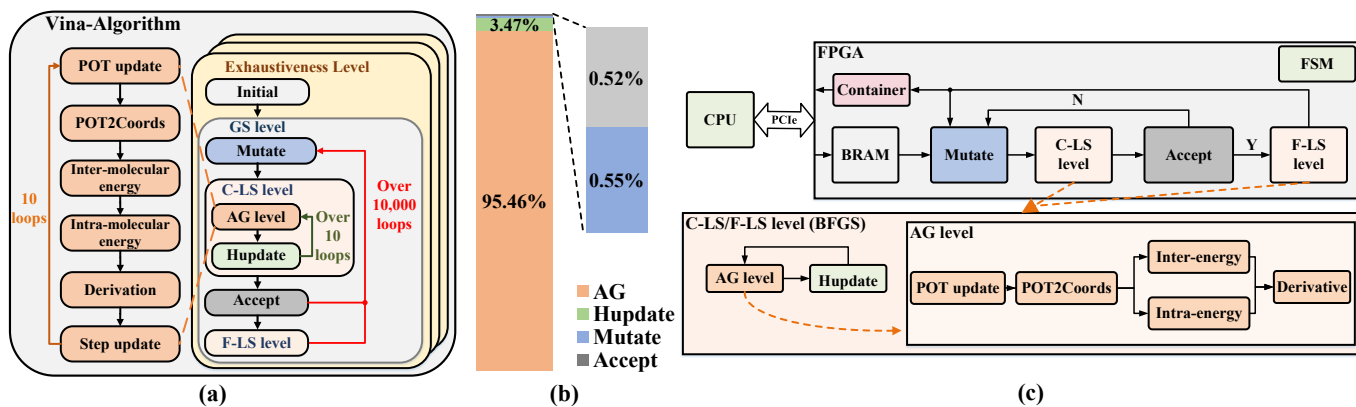 Vina-Algorithm
POT update
POT2Coords
Inter-molecular
energy
Intra-molecular
energy
Derivation
Step update
10
loops
Exhaustiveness Level
Initial
GS level
Mutate
C-LS level
AG level
Hupdate
Over
10
loops
Accept
F-LS level
Over
10,000
loops
(a)
3.47%
95.46%
0.52%
0.55%
AG
Hupdate
Mutate
Accept
(b)
CPU
PCIe
FPGA
FSM
Container
N
BRAM
Mutate
C-LS
level
Accept
Y
F-LS
level
C-LS/F-LS level (BFGS)
AG level
Hupdate
AG level
POT update
POT2Coords
Inter-energy
Intra-energy
Derivative
(c)